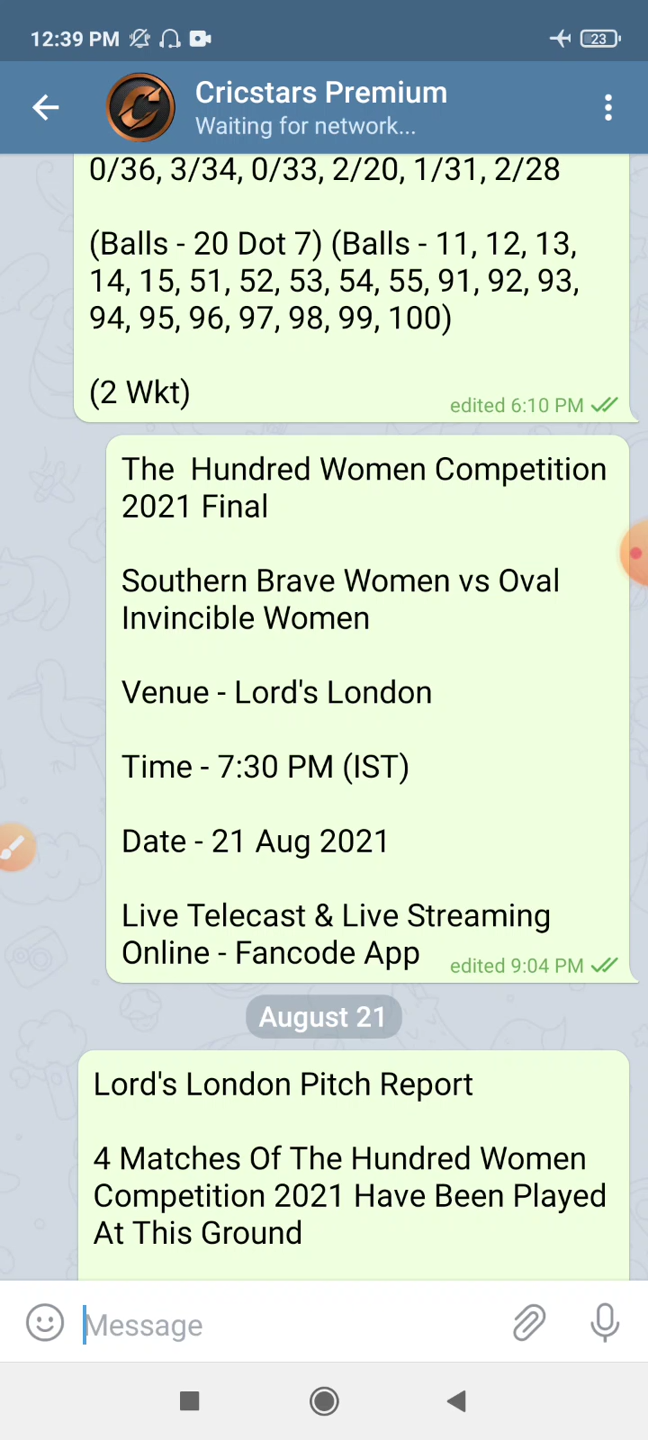 12:39 PM
23
Cricstars Premium
Waiting for network...
0/36, 3/34, 0/33, 2/20, 1/31, 2/28
(Balls - 20 Dot 7) (Balls - 11, 12, 13,
14, 15, 51, 52, 53, 54, 55, 91, 92, 93,
94, 95, 96, 97, 98, 99, 100)
(2 Wkt)
edited 6:10 PM
The  Hundred Women Competition
2021 Final
Southern Brave Women vs Oval
Invincible Women
Venue - Lord's London
Time - 7:30 PM (IST)
Date - 21 Aug 2021
Live Telecast & Live Streaming
Online - Fancode App
edited 9:04 PM
August 21
Lord's London Pitch Report
4 Matches Of The Hundred Women
Competition 2021 Have Been Played
At This Ground
Message